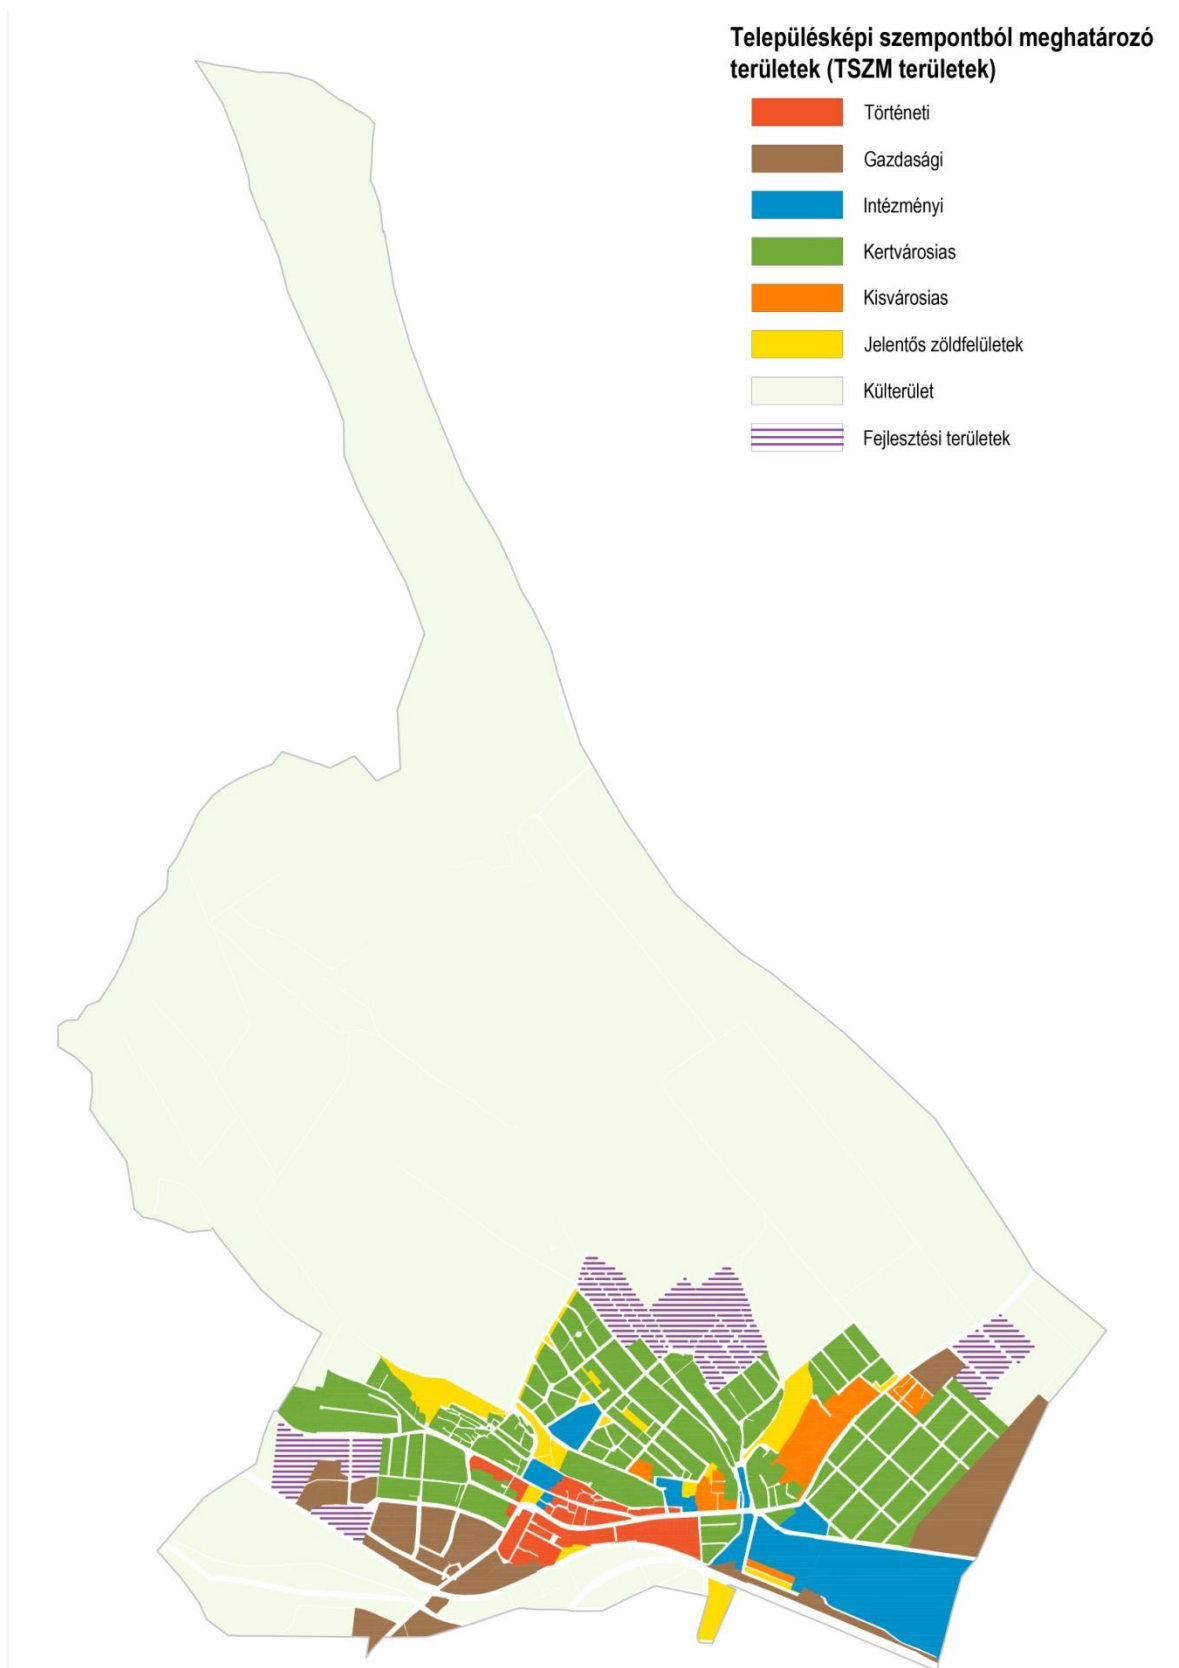 Településképi szempontból meghatározó
területek (TSZM területek)
Történeti
Gazdasági
Intézményi
Kertvárosias
Kisvárosias
Jelentős zöldfelületek
Külterület
Fejlesztési területek